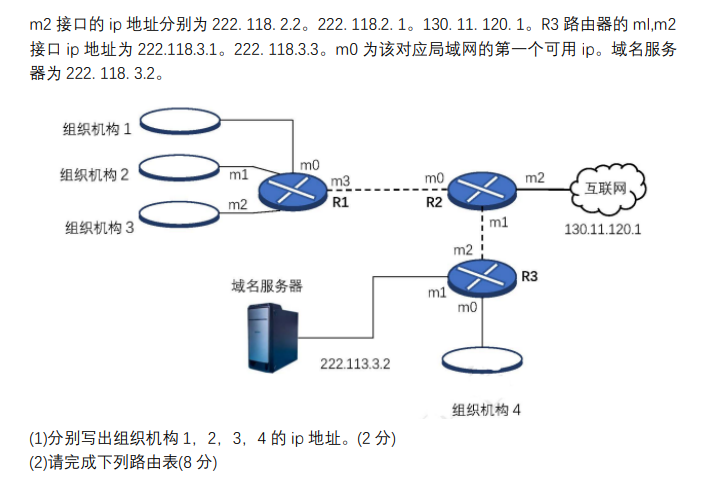 m2 接口的 ip 地址分别为 222. 118. 2.2。222. 118.2. 1。130. 11. 120. 1。R3 路由器的 ml,m2
接口 ip 地址为 222.118.3.1。222. 118.3.3。m0 为该对应局域网的第一个可用 ip。域名服务
器为 222. 118. 3.2。
组织机构 1
组织机构 2
组织机构 3
m0
m1
m2
m3
R1
m0
R2
m2
m1
互联网
130.11.120.1
m2
R3
m1
m0
域名服务器
222.113.3.2
组织机构 4
(1)分别写出组织机构 1，2，3，4 的 ip 地址。(2 分)
(2)请完成下列路由表(8 分)